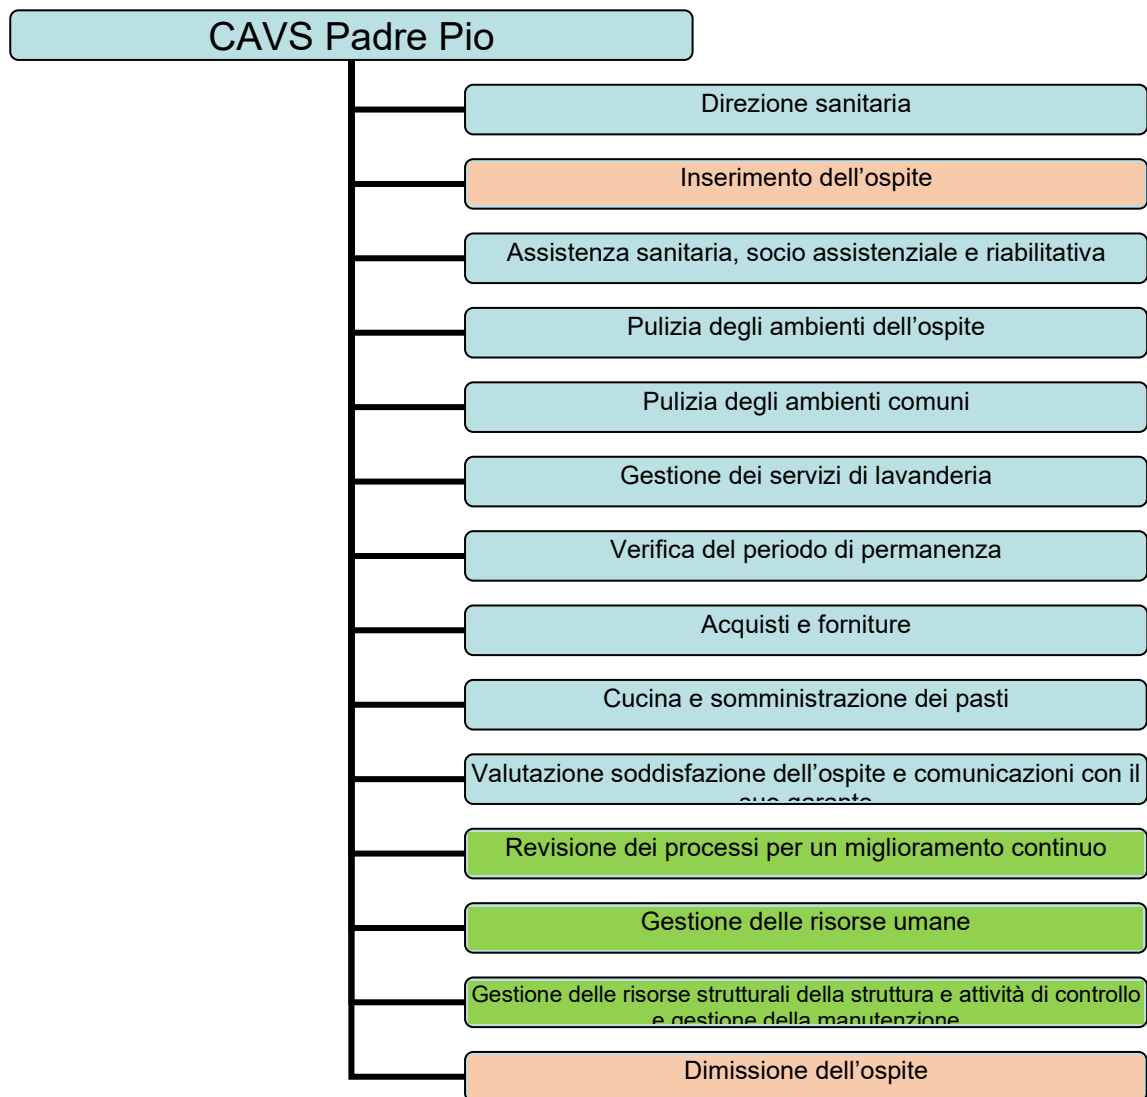 CAVS Padre Pio
Direzione sanitaria
Inserimento dell’ospite
Assistenza sanitaria, socio assistenziale e riabilitativa
Pulizia degli ambienti dell’ospite
Pulizia degli ambienti comuni
Gestione dei servizi di lavanderia
Verifica del periodo di permanenza
Acquisti e forniture
Cucina e somministrazione dei pasti
Valutazione soddisfazione dell’ospite e comunicazioni con il
suo garante
Revisione dei processi per un miglioramento continuo
Gestione delle risorse umane
Gestione delle risorse strutturali della struttura e attività di controllo
e gestione della manutenzione
Dimissione dell’ospite